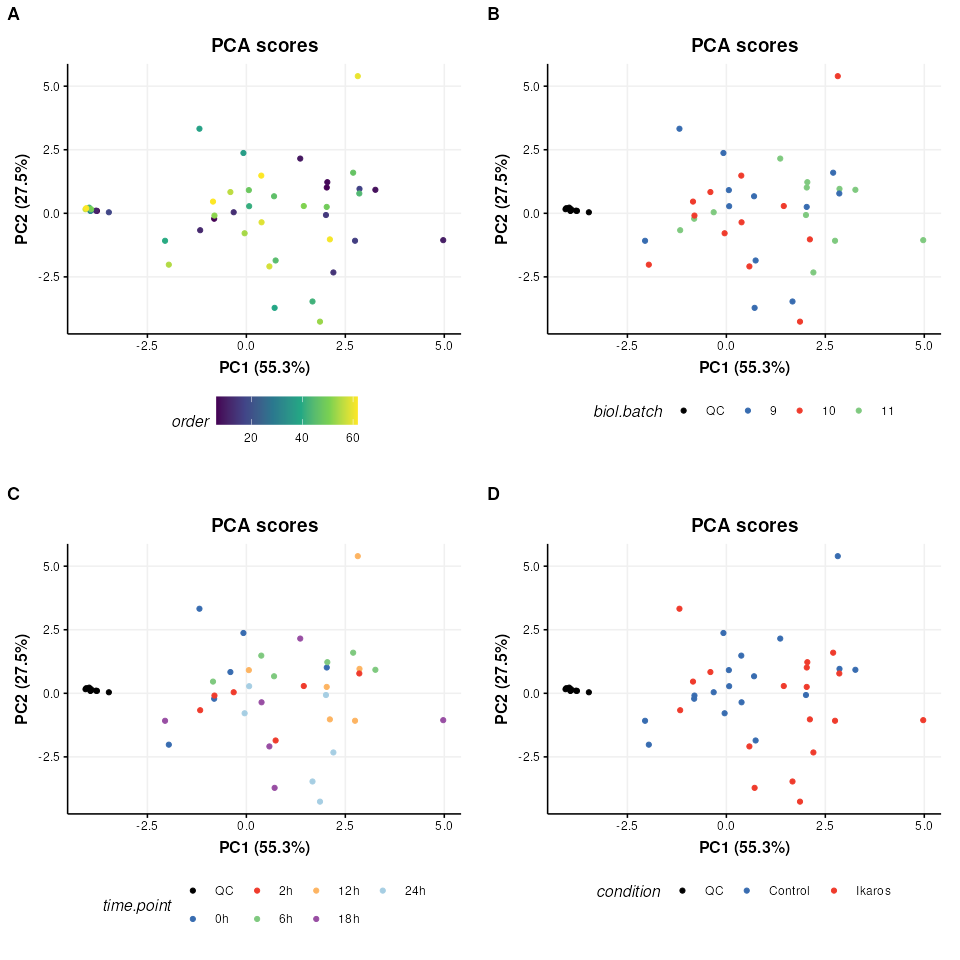 A
B
PCA scores
PCA scores
5.0
2.5
0.0
-2.5
PC2 (27.5%)
-2.5
0.0
2.5
5.0
PC1 (55.3%)
order
20
40
60
5.0
2.5
0.0
-2.5
PC2 (27.5%)
-2.5
0.0
2.5
5.0
PC1 (55.3%)
biol.batch QC 9 10 11
C
D
PCA scores
PCA scores
5.0
2.5
0.0
-2.5
PC2 (27.5%)
-2.5
0.0
2.5
5.0
PC1 (55.3%)
time.point QC 2h 12h 24h
0h 6h 18h
5.0
2.5
0.0
-2.5
PC2 (27.5%)
-2.5
0.0
2.5
5.0
PC1 (55.3%)
condition QC Control Ikaros